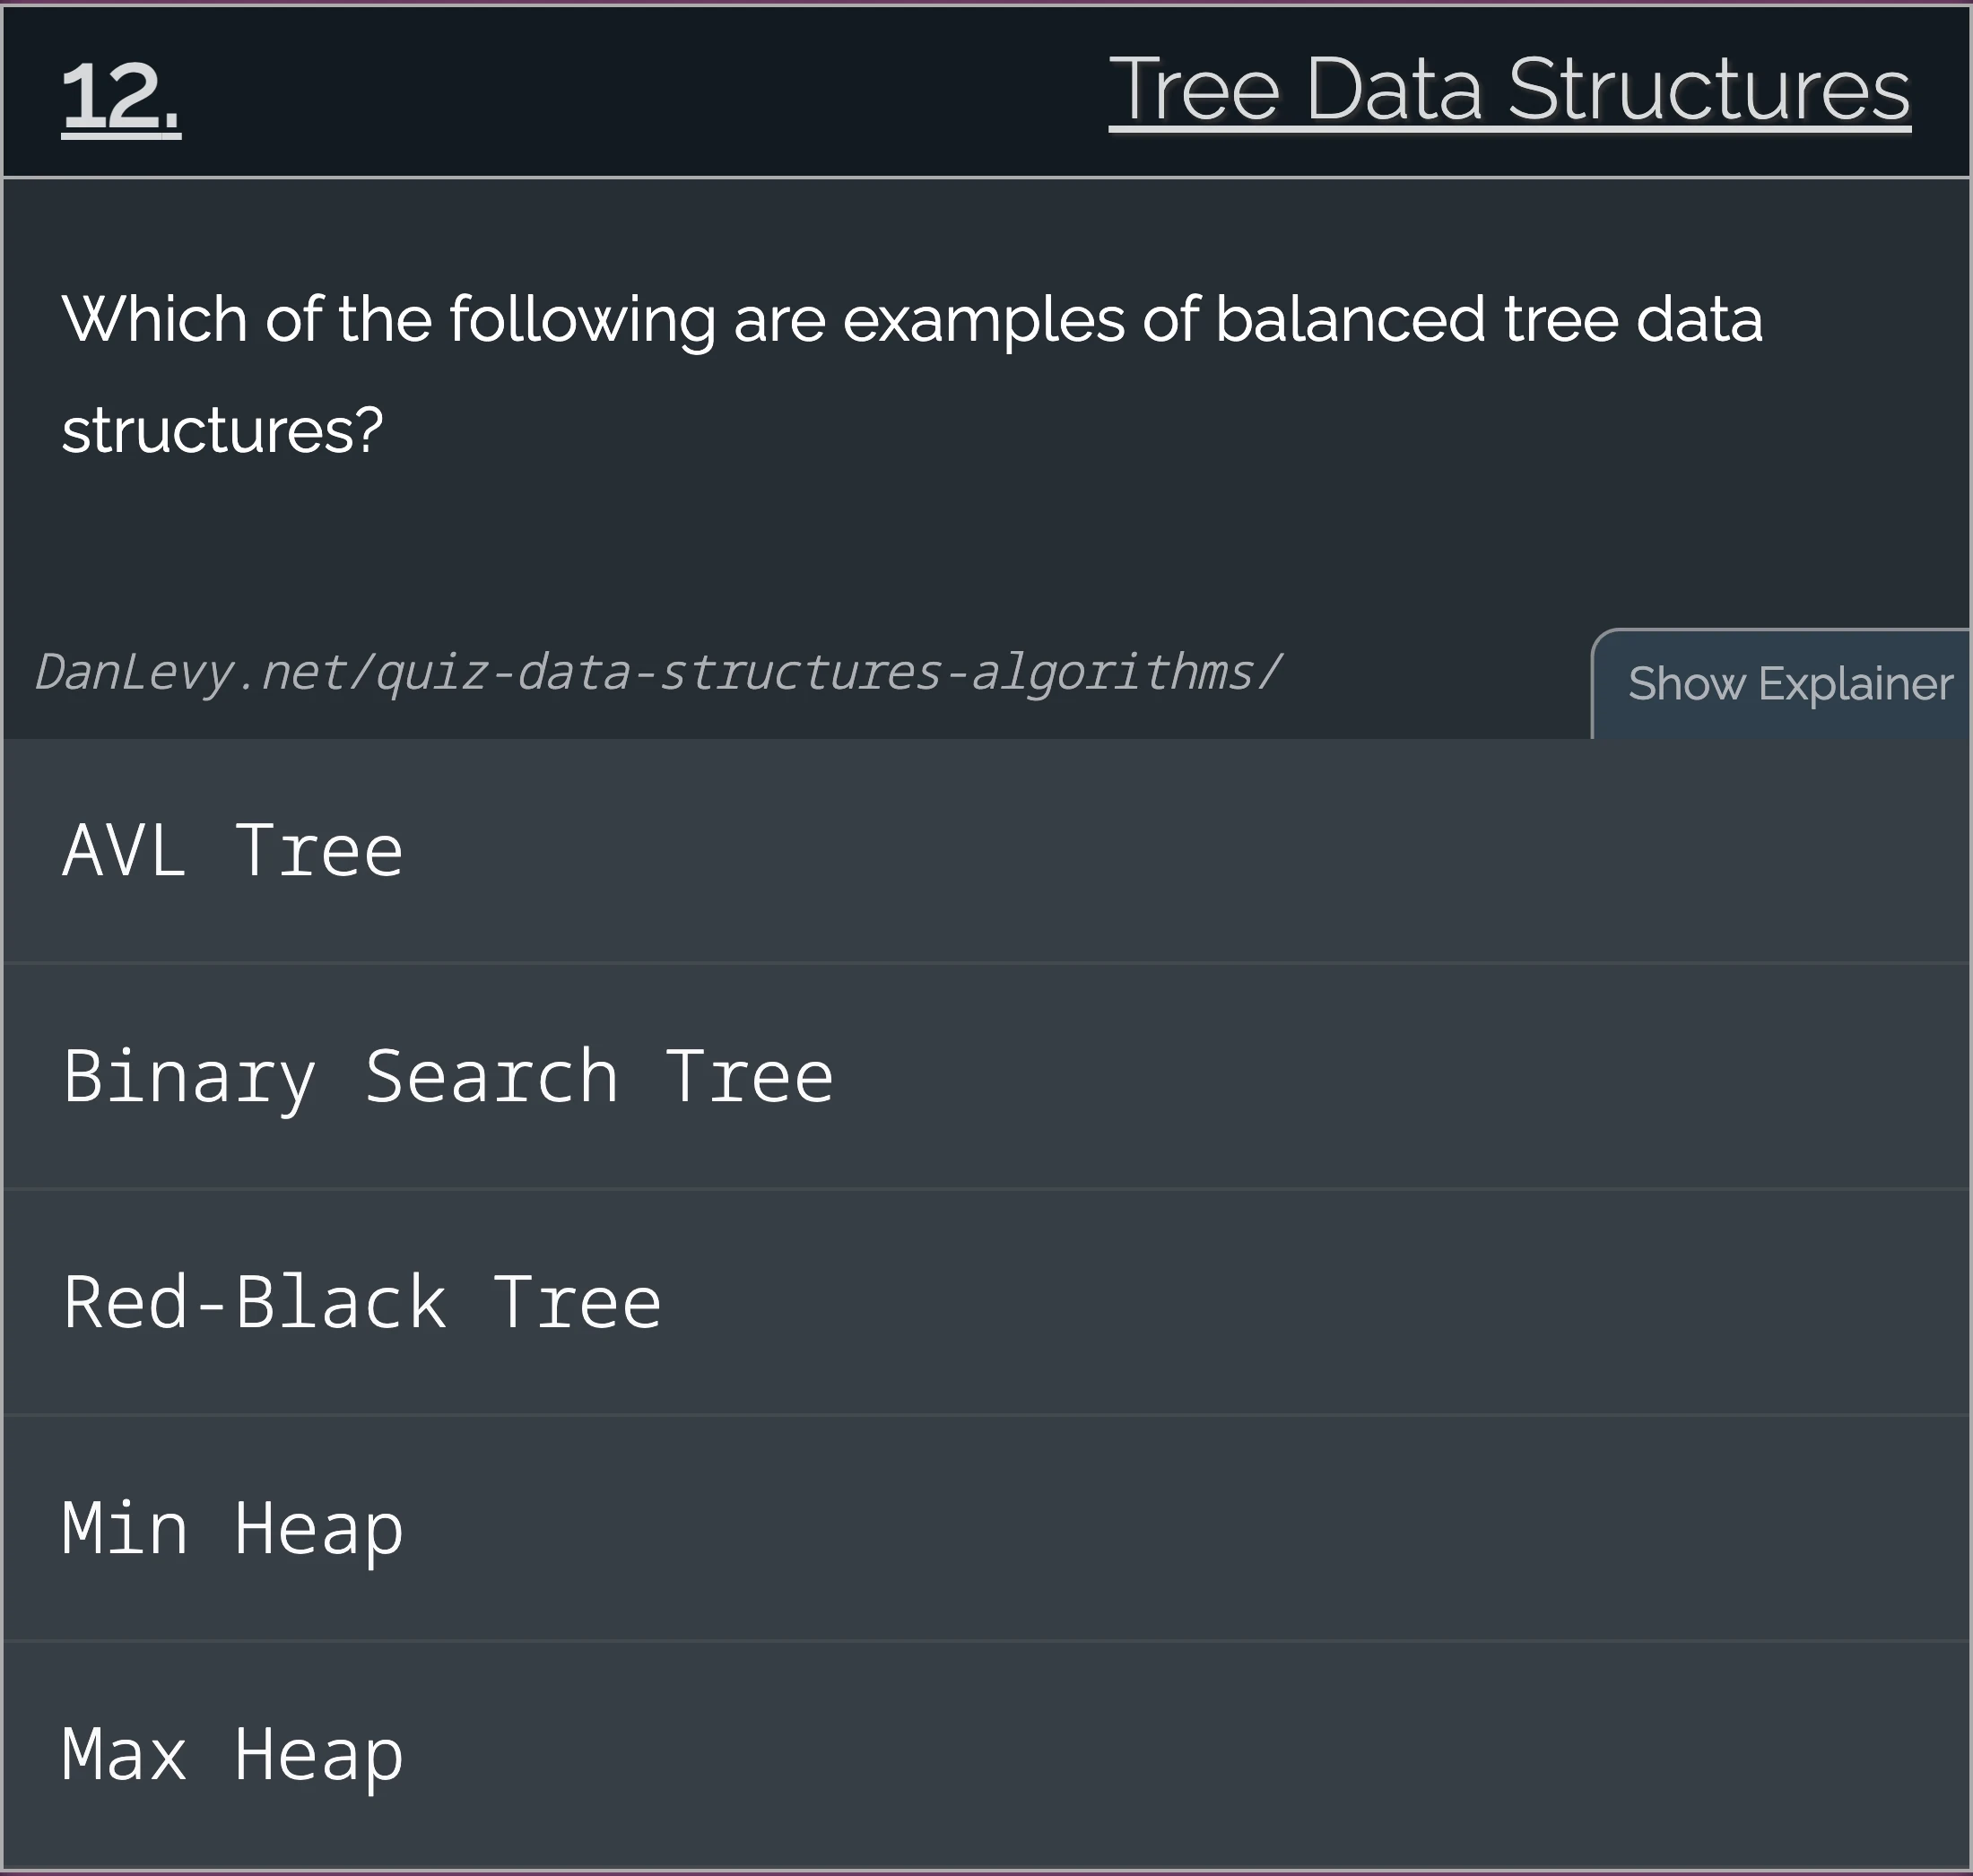 12.
Tree Data Structures
Which of the following are examples of balanced tree data
structures?
DanLevy.net/quiz-data-structures-algorithms/
Show Explainer
AVL Tree
Binary Search Tree
Red-Black Tree
Min Heap
Max Heap